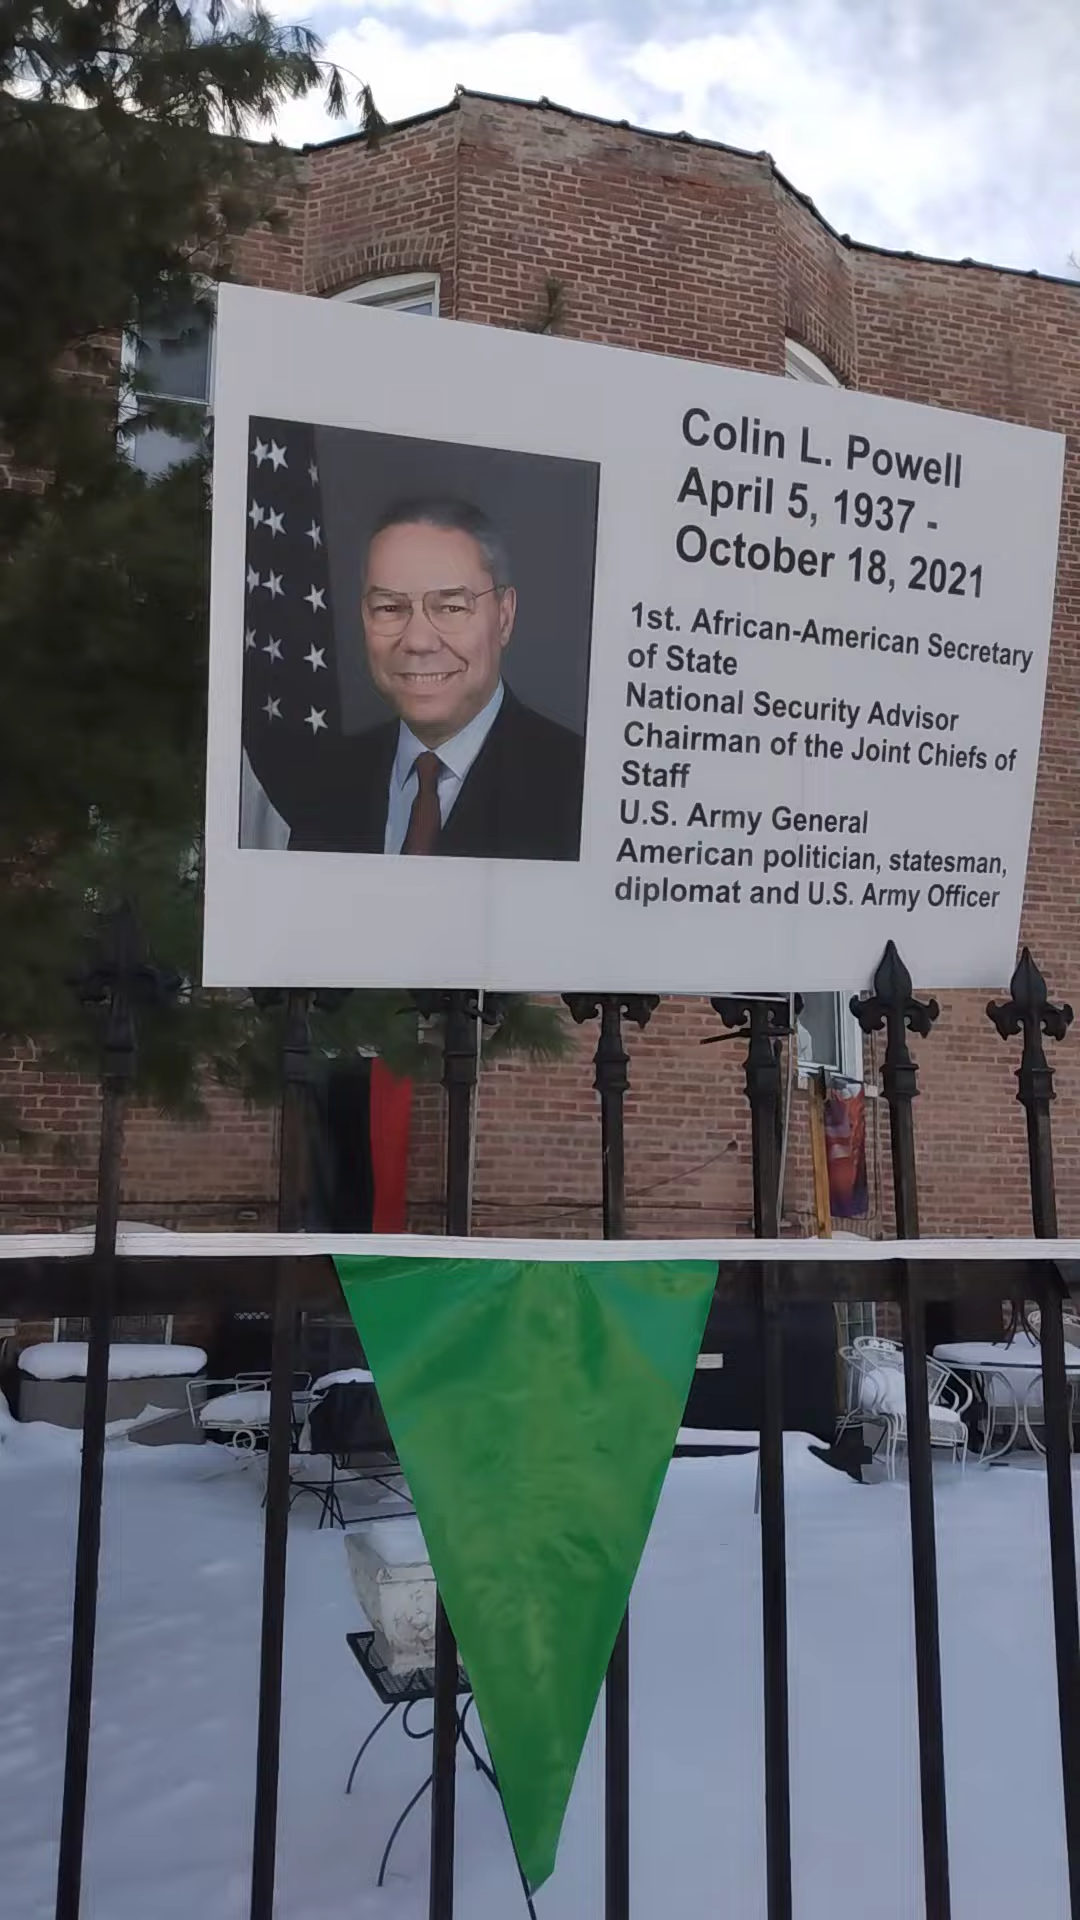 Colin L. Powell
April 5, 1937 -
October 18, 2021
1st. African-American Secretary
of State
National Security Advisor
Chairman of the Joint Chiefs of
Staff
U.S. Army General
American politician, statesman,
diplomat and U.S. Army Officer